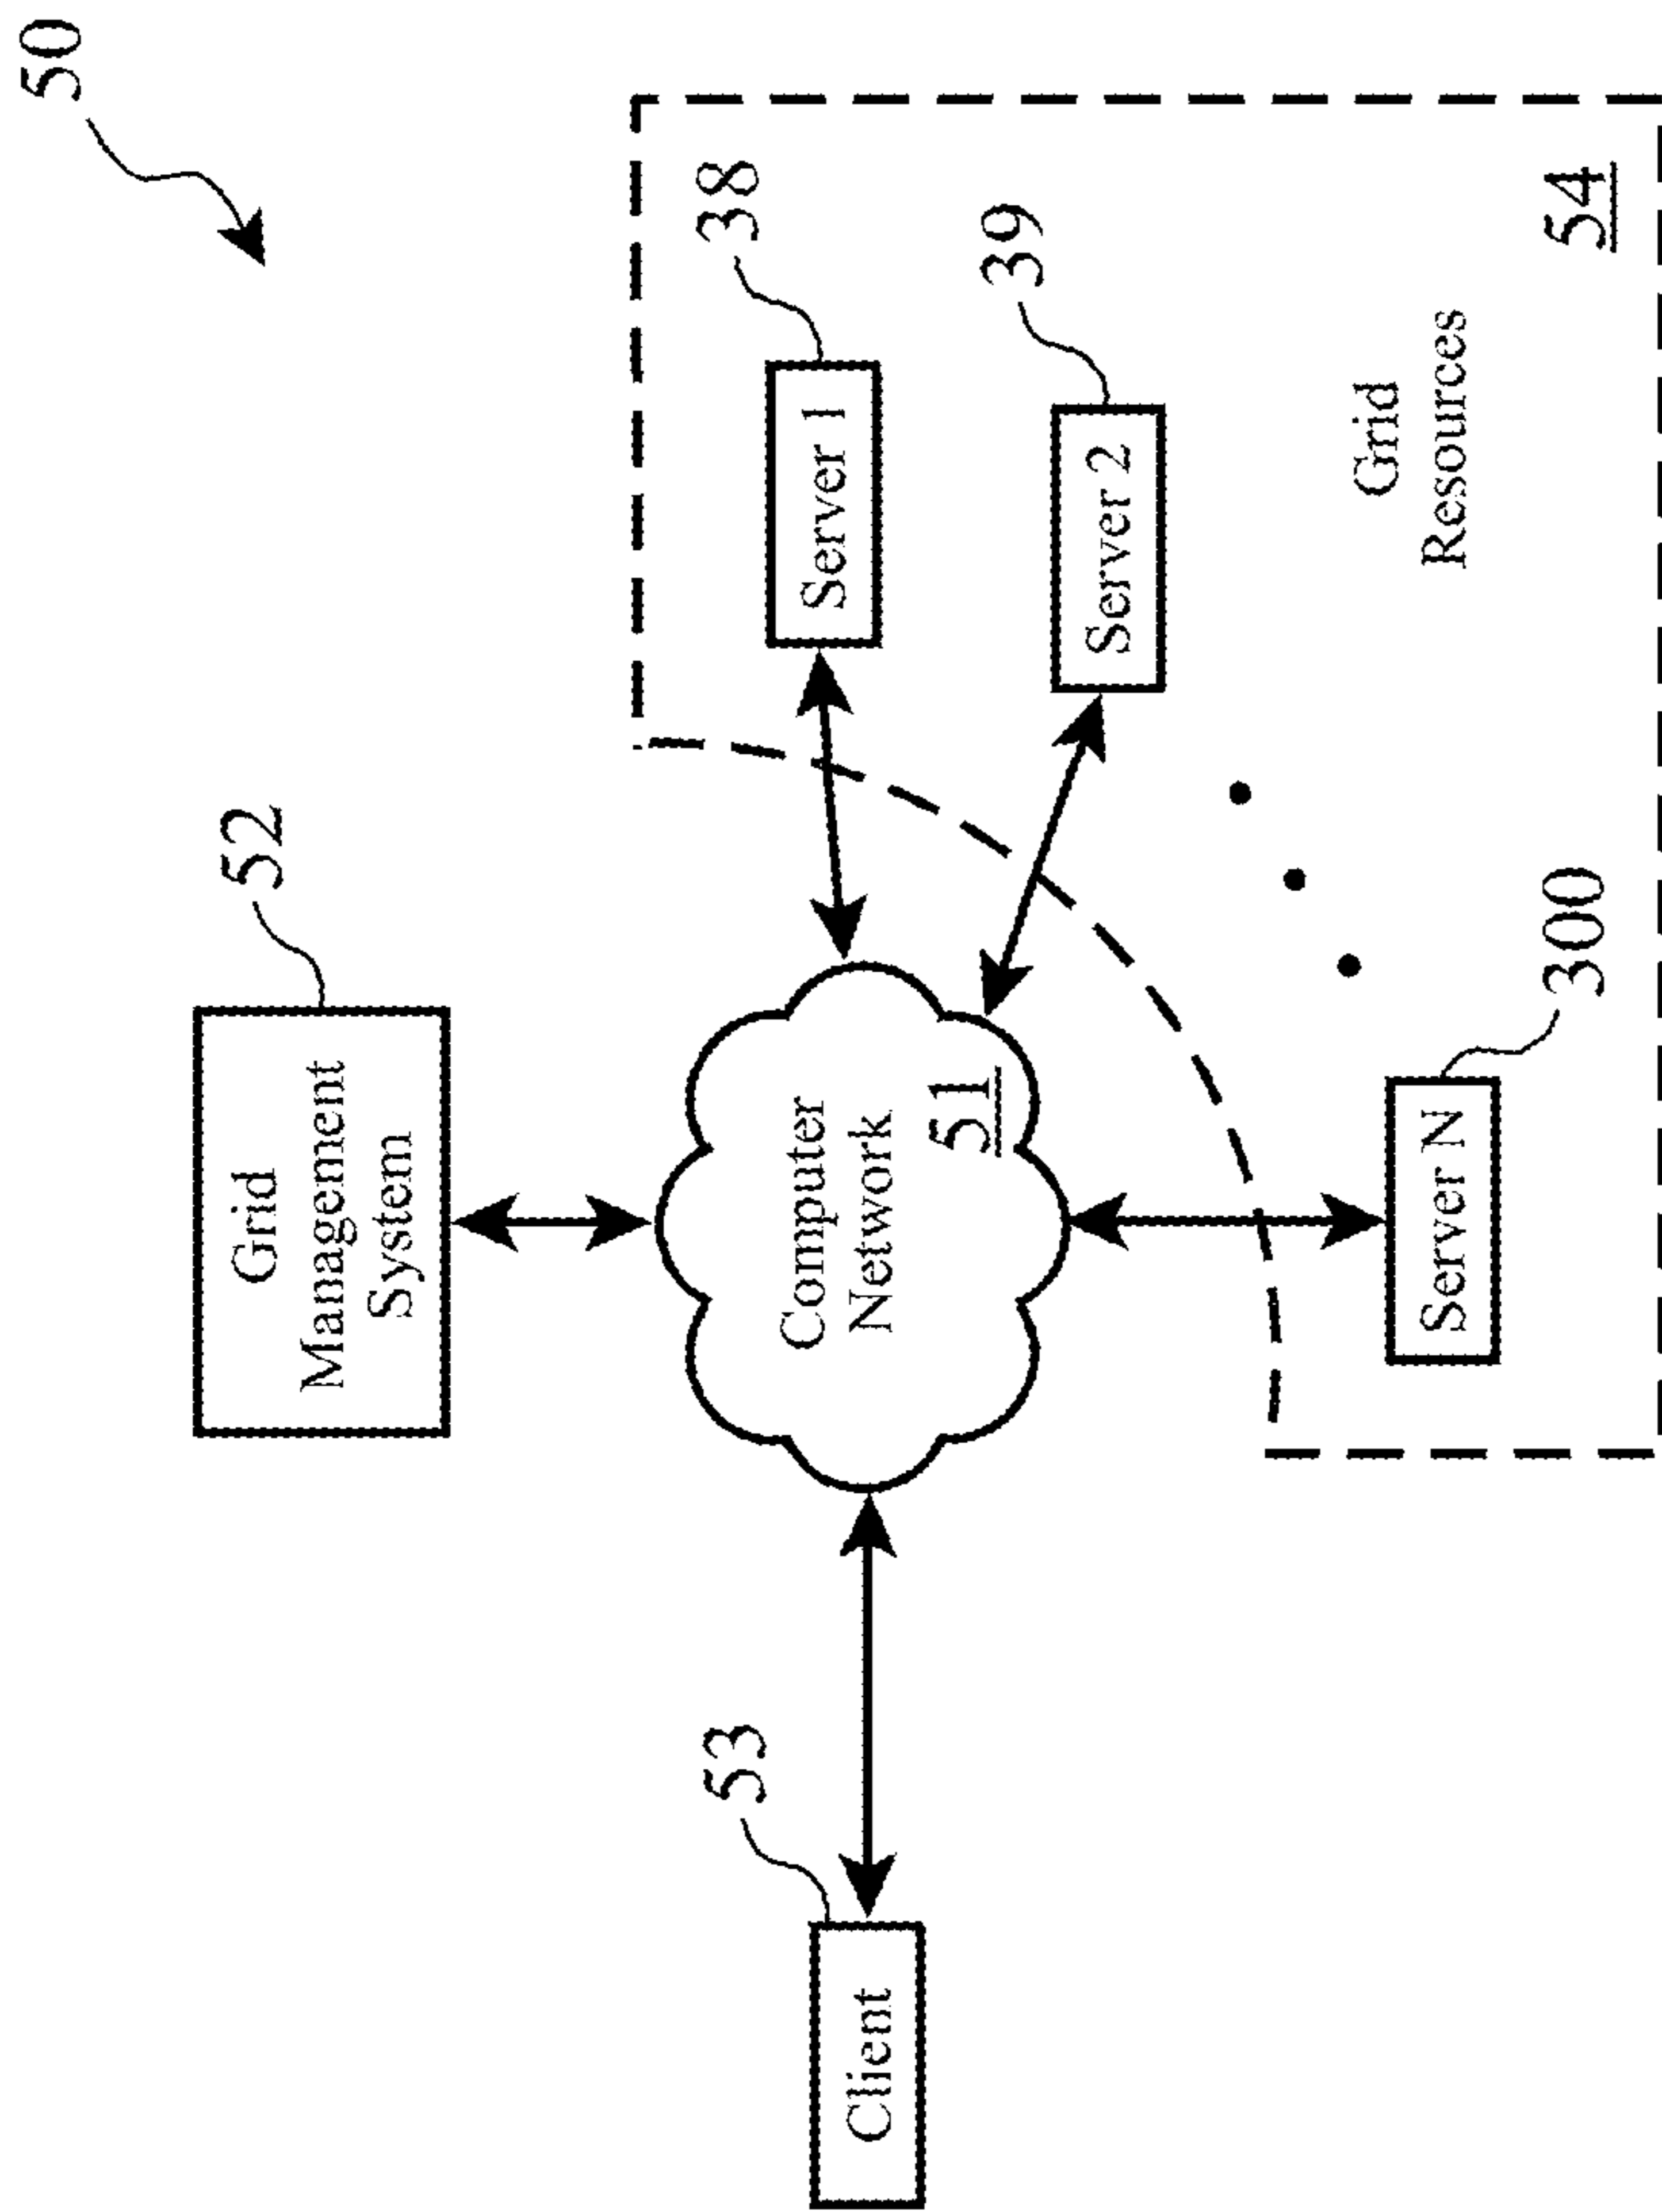 50
52
Grid
Management
System
38
Server 1
53
Client
Computer
Network
51
39
Server 2
Grid
Resources
Server N
300
54